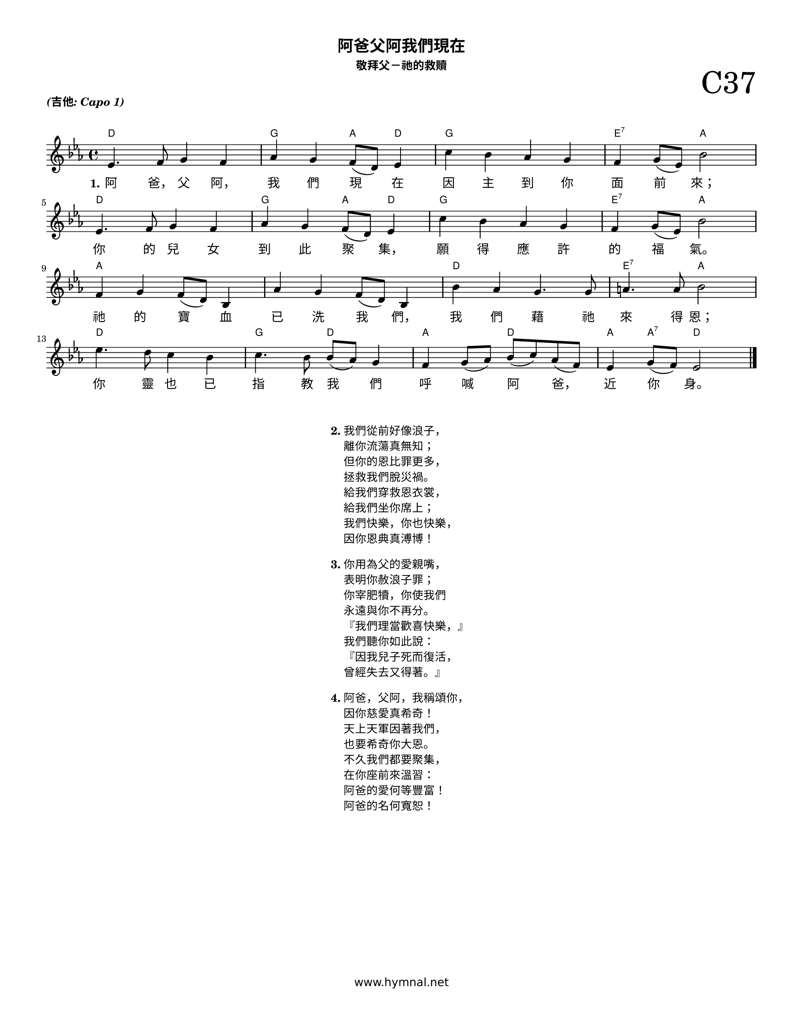 阿爸父阿我們現在
敬拜父－祂的救贖
C37
(吉他: Capo 1)
D G A D G E7 A
1. 阿 爸, 父 阿, 我 們 現 在 因 主 到 你 面 前 來；
5
D G A D G E7 A
你 的 兒 女 到 此 聚 集, 願 得 應 許 的 福 氣。
9
A D E7 A
祂 的 寶 血 已 洗 我 們, 我 們 藉 祂 來 得 恩；
13
D G D A D A A7 D
你 靈 也 已 指 教 我 們 呼 喊 阿 爸, 近 你 身。
2. 我們從前好像浪子，
離你流蕩真無知；
但你的恩比罪更多，
拯救我們脫災禍。
給我們穿救恩衣裳，
給我們坐你席上；
我們快樂，你也快樂，
因你恩典真溥博！
3. 你用為父的愛親嘴，
表明你赦浪子罪；
你宰肥犢，你使我們
永遠與你不再分。
『我們理當歡喜快樂，』
我們聽你如此說：
『因我兒子死而復活，
曾經失去又得著。』
4. 阿爸，父阿，我稱頌你，
因你慈愛真希奇！
天上天軍因著我們，
也要希奇你大恩。
不久我們都要聚集，
在你座前來溫習：
阿爸的愛何等豐富！
阿爸的名何寬恕！
www.hymnal.net